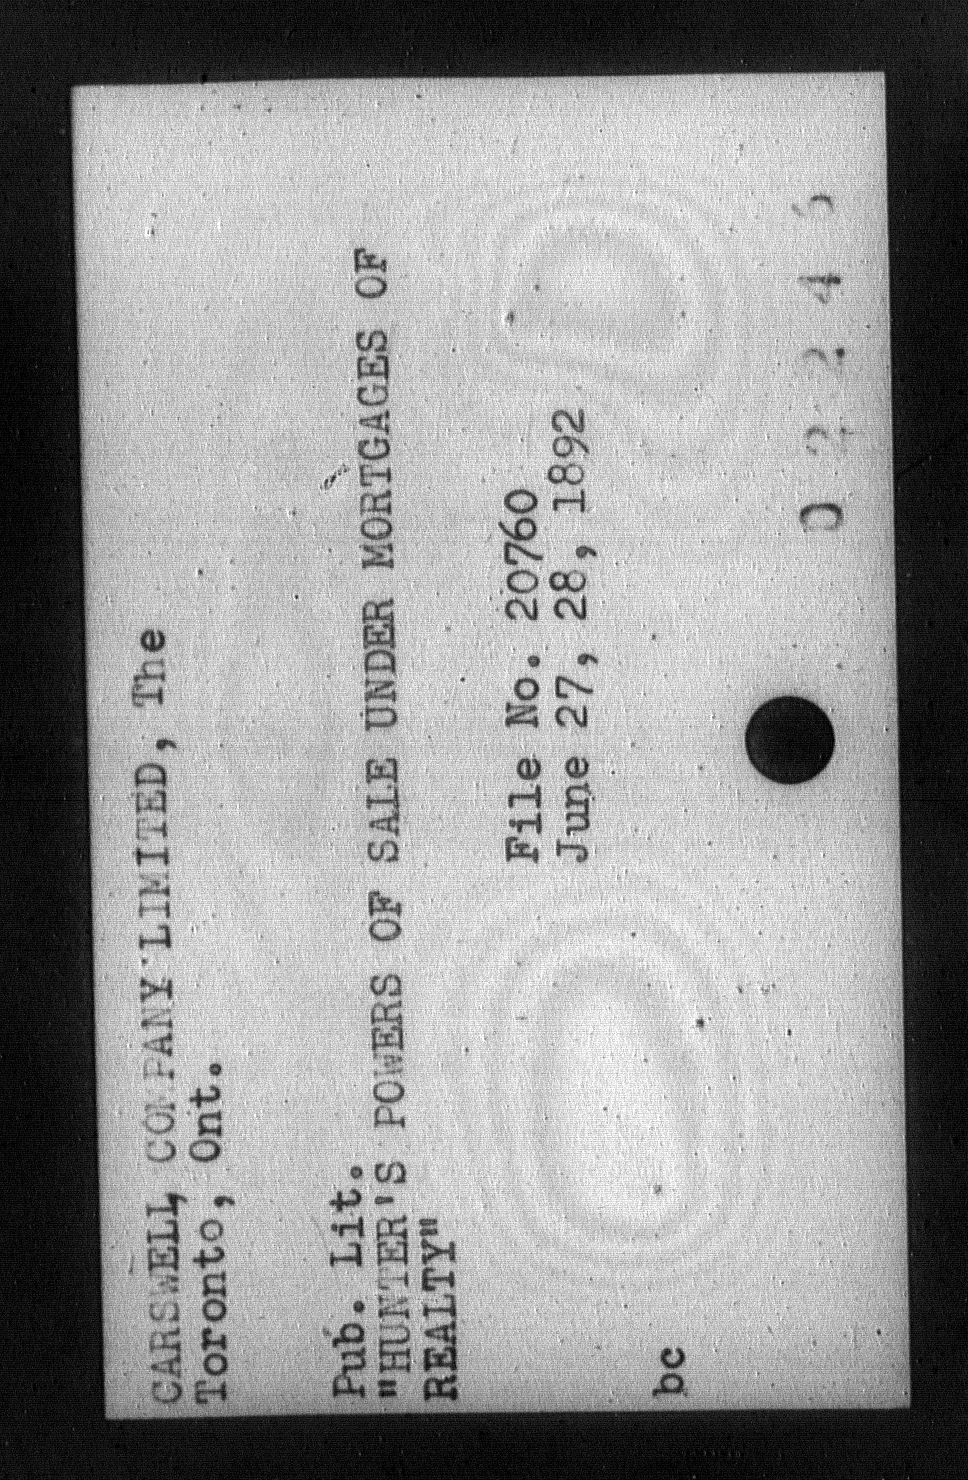 CARSWELL, COMPANY LIMITED, The
Toronto, Ont.
Pub. Lit.
"HUNTER'S POWERS OF SALE UNDER MORTGAGES OF
REALTY"
File No. 20760
June 27, 28, 1892
bc